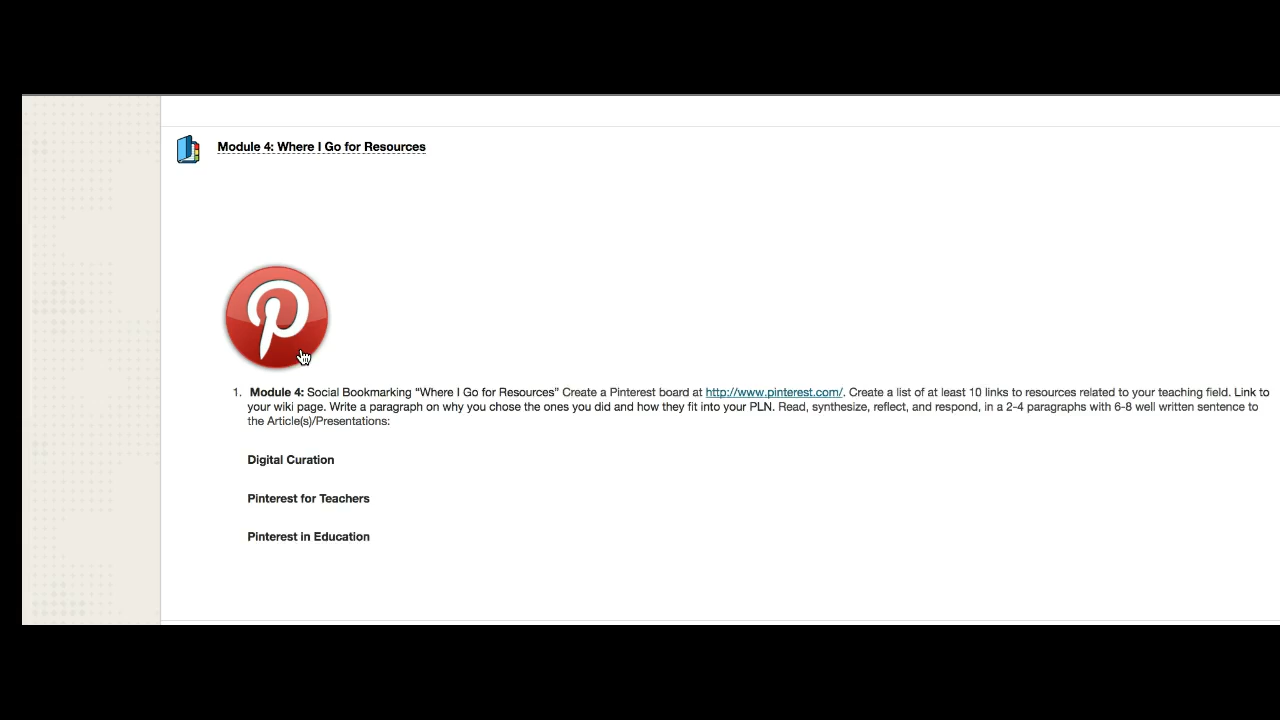 Module 4: Where I Go for Resources
1. Module 4: Social Bookmarking “Where I Go for Resources” Create a Pinterest board at http://www.pinterest.com/. Create a list of at least 10 links to resources related to your teaching field. Link to
your wiki page. Write a paragraph on why you chose the ones you did and how they fit into your PLN. Read, synthesize, reflect, and respond, in a 2-4 paragraphs with 6-8 well written sentence to
the Article(s)/Presentations:
Digital Curation
Pinterest for Teachers
Pinterest in Education